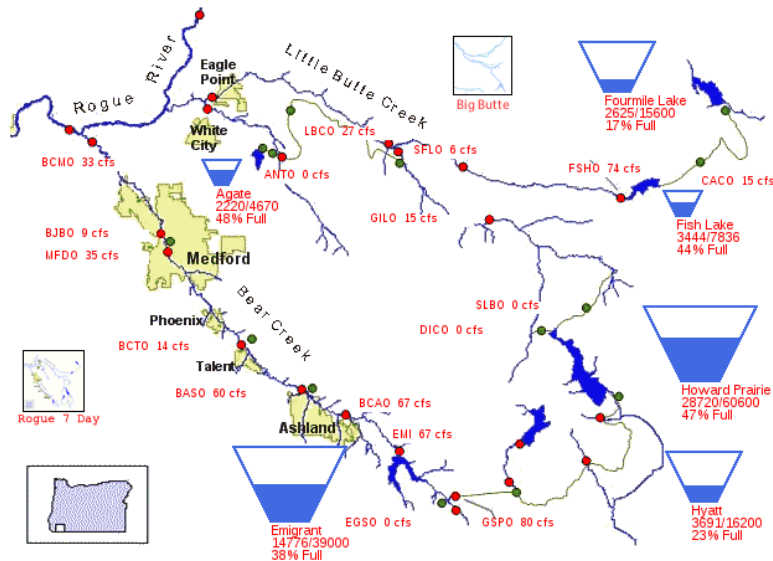 Rogue River
Eagle
Point
Little Butte Creek
Big Butte
Fourmile Lake
2625/15600
17% Full
White
City
LBCO 27 cfs
SFLO 6 cfs
BCMO 33 cfs
ANTO 0 cfs
FSHO 74 cfs
CACO 15 cfs
Agate
2220/4670
48% Full
GILO 15 cfs
Fish Lake
3444/7836
44% Full
BJBO 9 cfs
MFDO 35 cfs
Medford
Bear Creek
SLBO 0 cfs
Phoenix
DICO 0 cfs
BCTO 14 cfs
Talent
Howard Prairie
28720/60600
47% Full
BASO 60 cfs
Rogue 7 Day
BCAO 67 cfs
Ashland
EMI 67 cfs
EGSO 0 cfs
GSPO 80 cfs
Hyatt
3691/16200
23% Full
Emigrant
14776/39000
38% Full